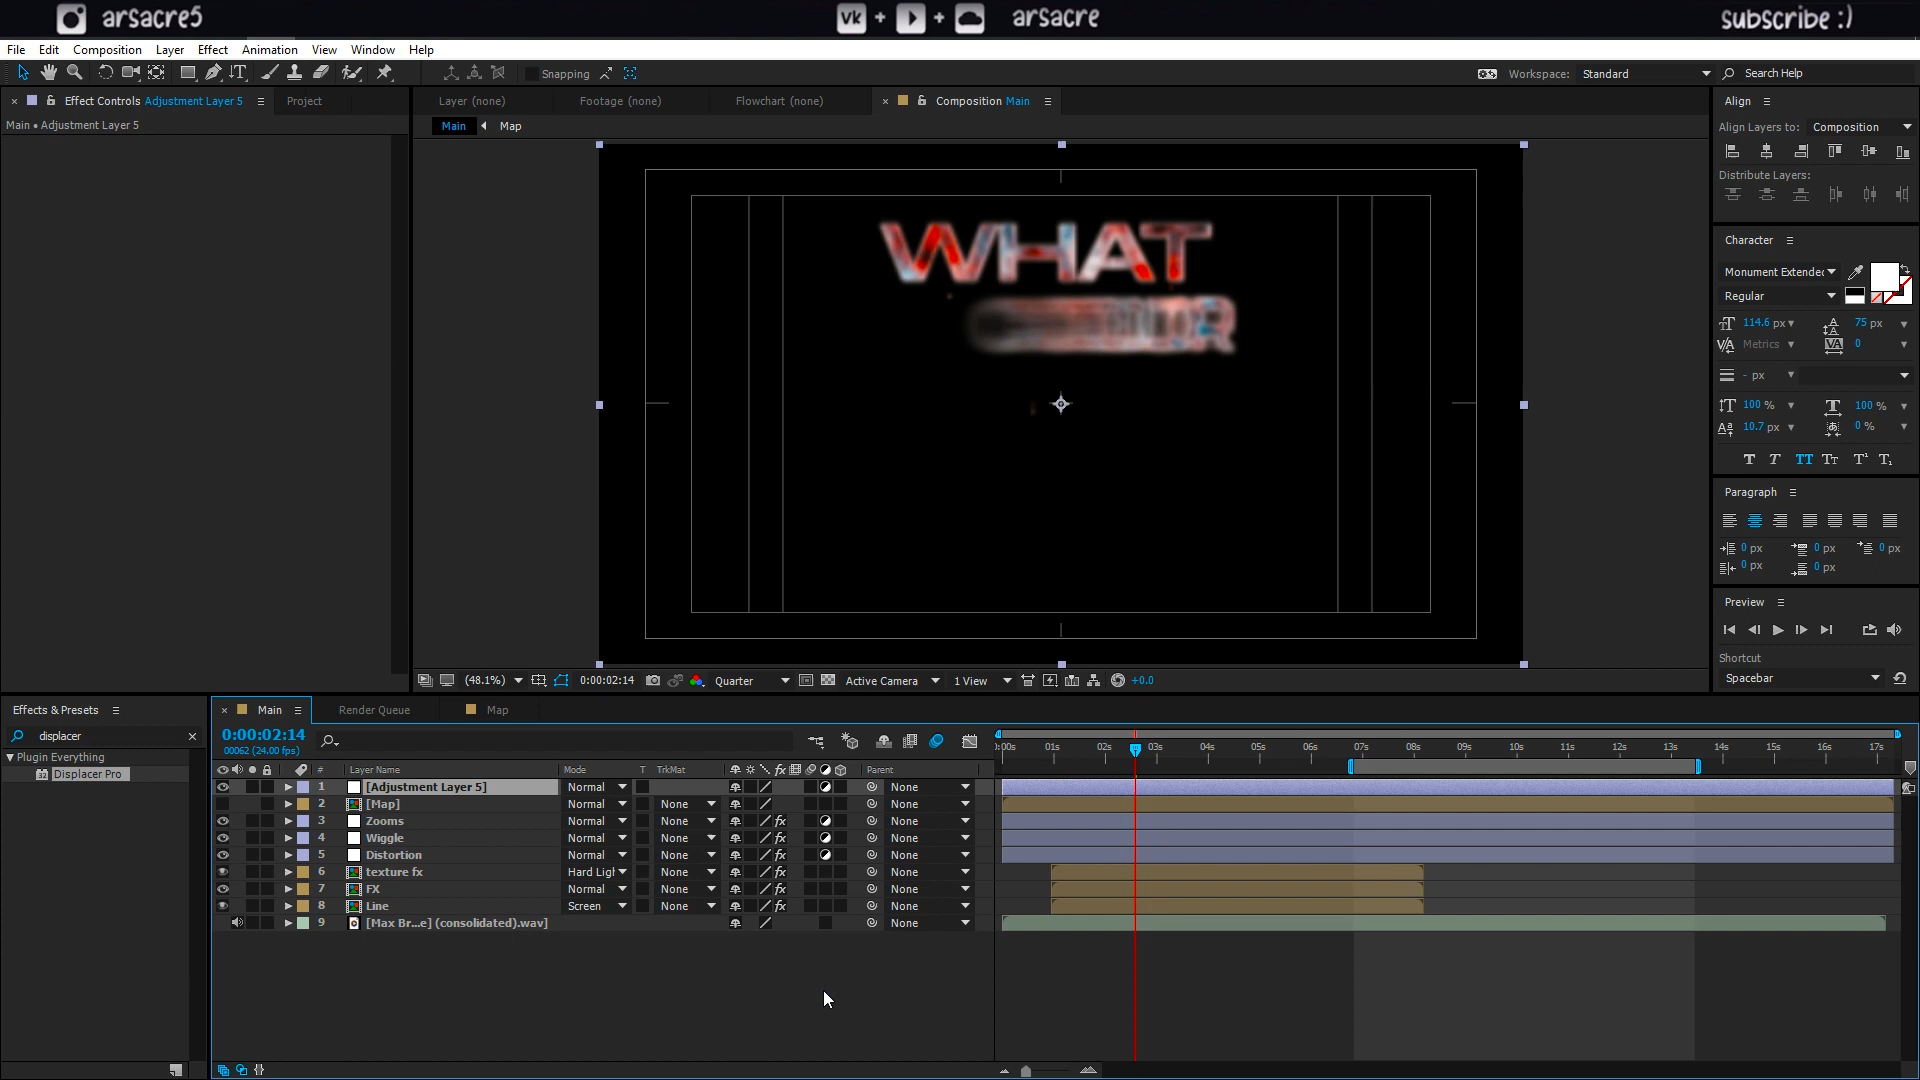 arsacre5
VK + + arsacre
subscribe :)
File Edit Composition Layer Effect Animation View Window Help
Snapping
Workspace: Standard
Search Help
Effect Controls Adjustment Layer 5
Project
Layer (none)
Footage (none)
Flowchart (none)
Composition Main
Align
Main • Adjustment Layer 5
Main
Map
Align Layers to: Composition
Distribute Layers:
WHAT
Character
Monument Extended
Regular
114.6 px
75 px
Metrics
0
- px
100 %
100 %
10.7 px
0 %
Paragraph
0 px
0 px
0 px
0 px
0 px
Preview
Shortcut
Spacebar
(48.1%)
0:00:02:14
Quarter
Active Camera
1 View
+0.0
Effects & Presets
displacer
Plugin Everything
32 Displacer Pro
Main
Render Queue
Map
0:00:02:14
00062 (24.00 fps)
:00s 01s 02s 03s 04s 05s 06s 07s 08s 09s 10s 11s 12s 13s 14s 15s 16s 17s
# Layer Name Mode T TrkMat fx Parent
1 [Adjustment Layer 5] Normal None
2 [Map] Normal None None
3 Zooms Normal None fx None
4 Wiggle Normal None fx None
5 Distortion Normal None fx None
6 texture fx Hard Ligh None fx None
7 FX Normal None fx None
8 Line Screen None fx None
9 [Max Br...e] (consolidated).wav] None